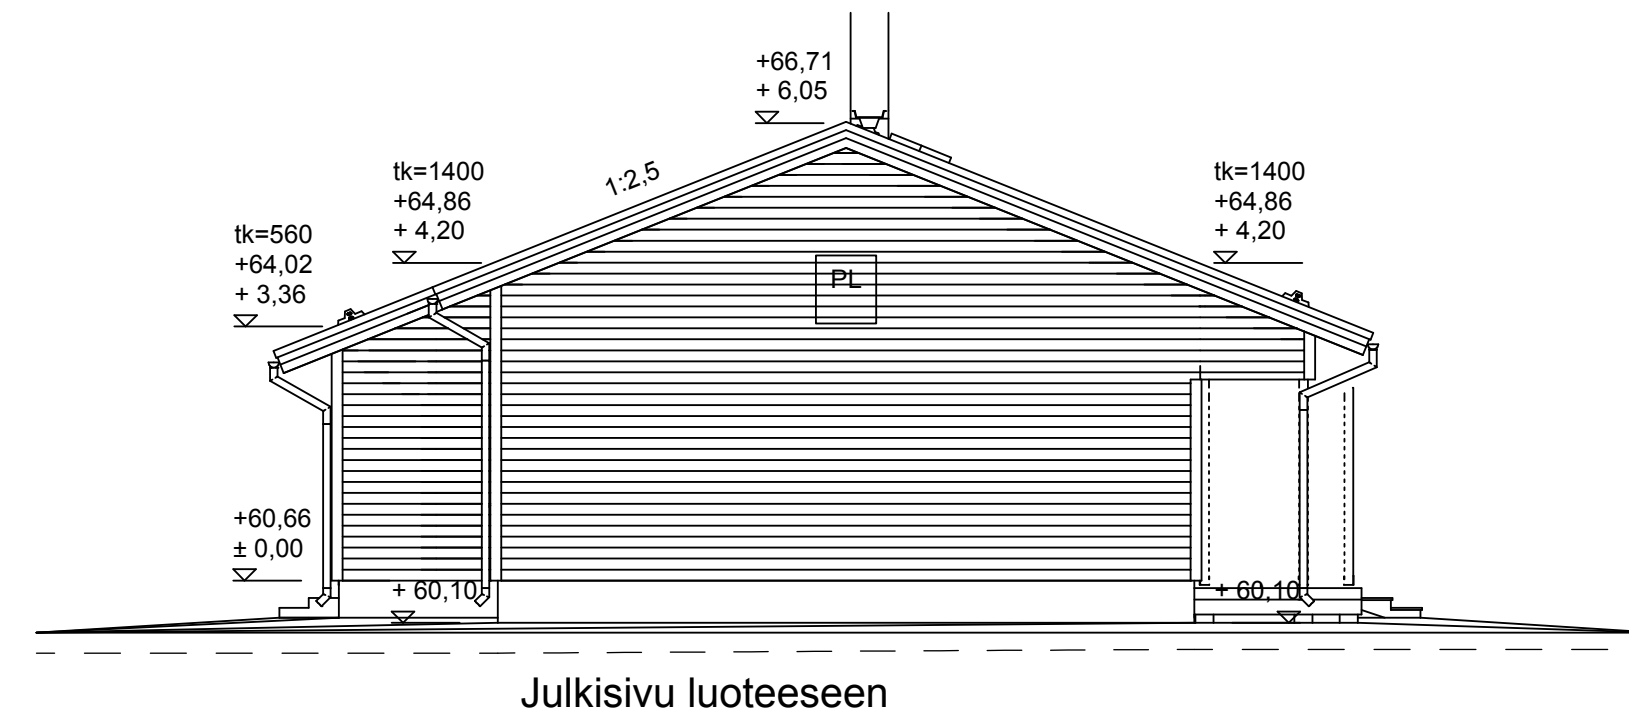 +66,71
+ 6,05
tk=1400
+64,86
+ 4,20
1:2,5
tk=1400
+64,86
+ 4,20
tk=560
+64,02
+ 3,36
PL
+60,66
± 0,00
+ 60,10
+ 60,10
Julkisivu luoteeseen